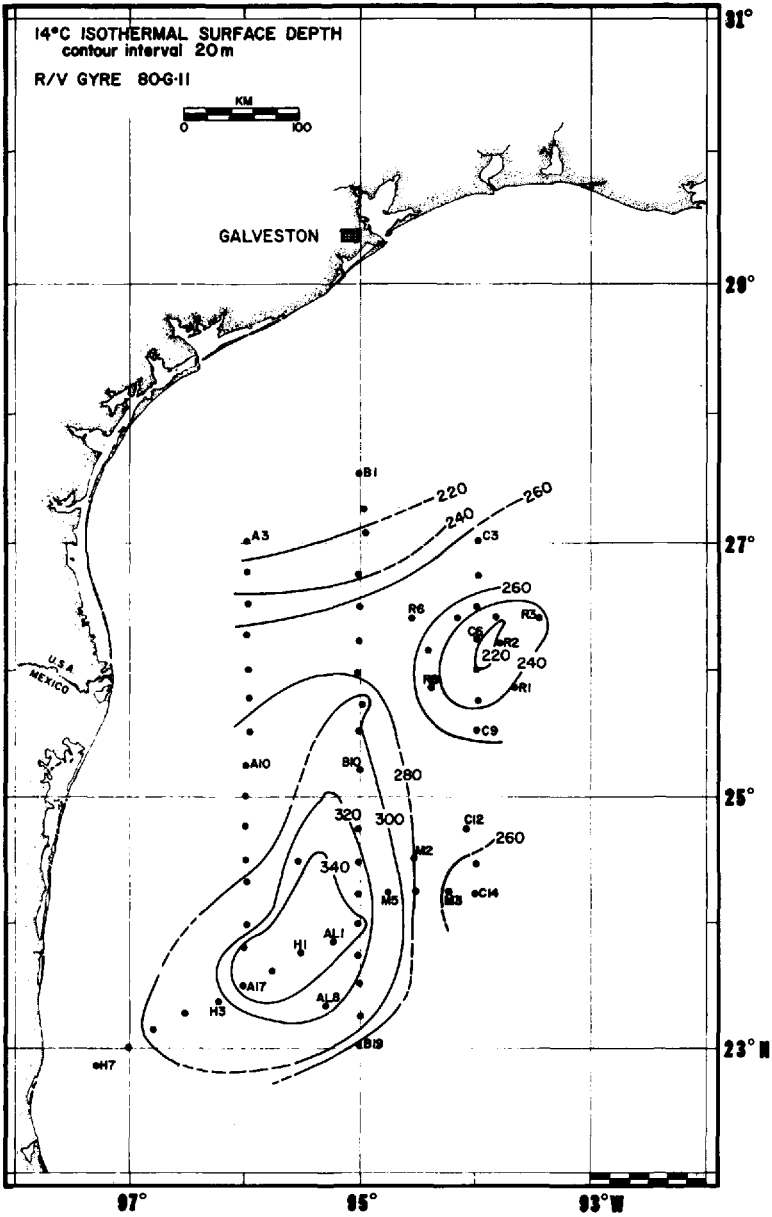 14°C ISOTHERMAL SURFACE DEPTH
contour interval 20m
R/V GYRE 80-G-11
KM
0 100
31°
GALVESTON
29°
B1
220
260
240
A3
C3
27°
260
R6
R3
C6
R2
220
240
R8
R1
U.S.A.
MEXICO
C9
A10
B10
280
25°
320
300
C12
260
M2
340
M5
M3
C14
AL1
H1
A17
H3
AL8
B19
23°N
H7
97°
95°
93°W